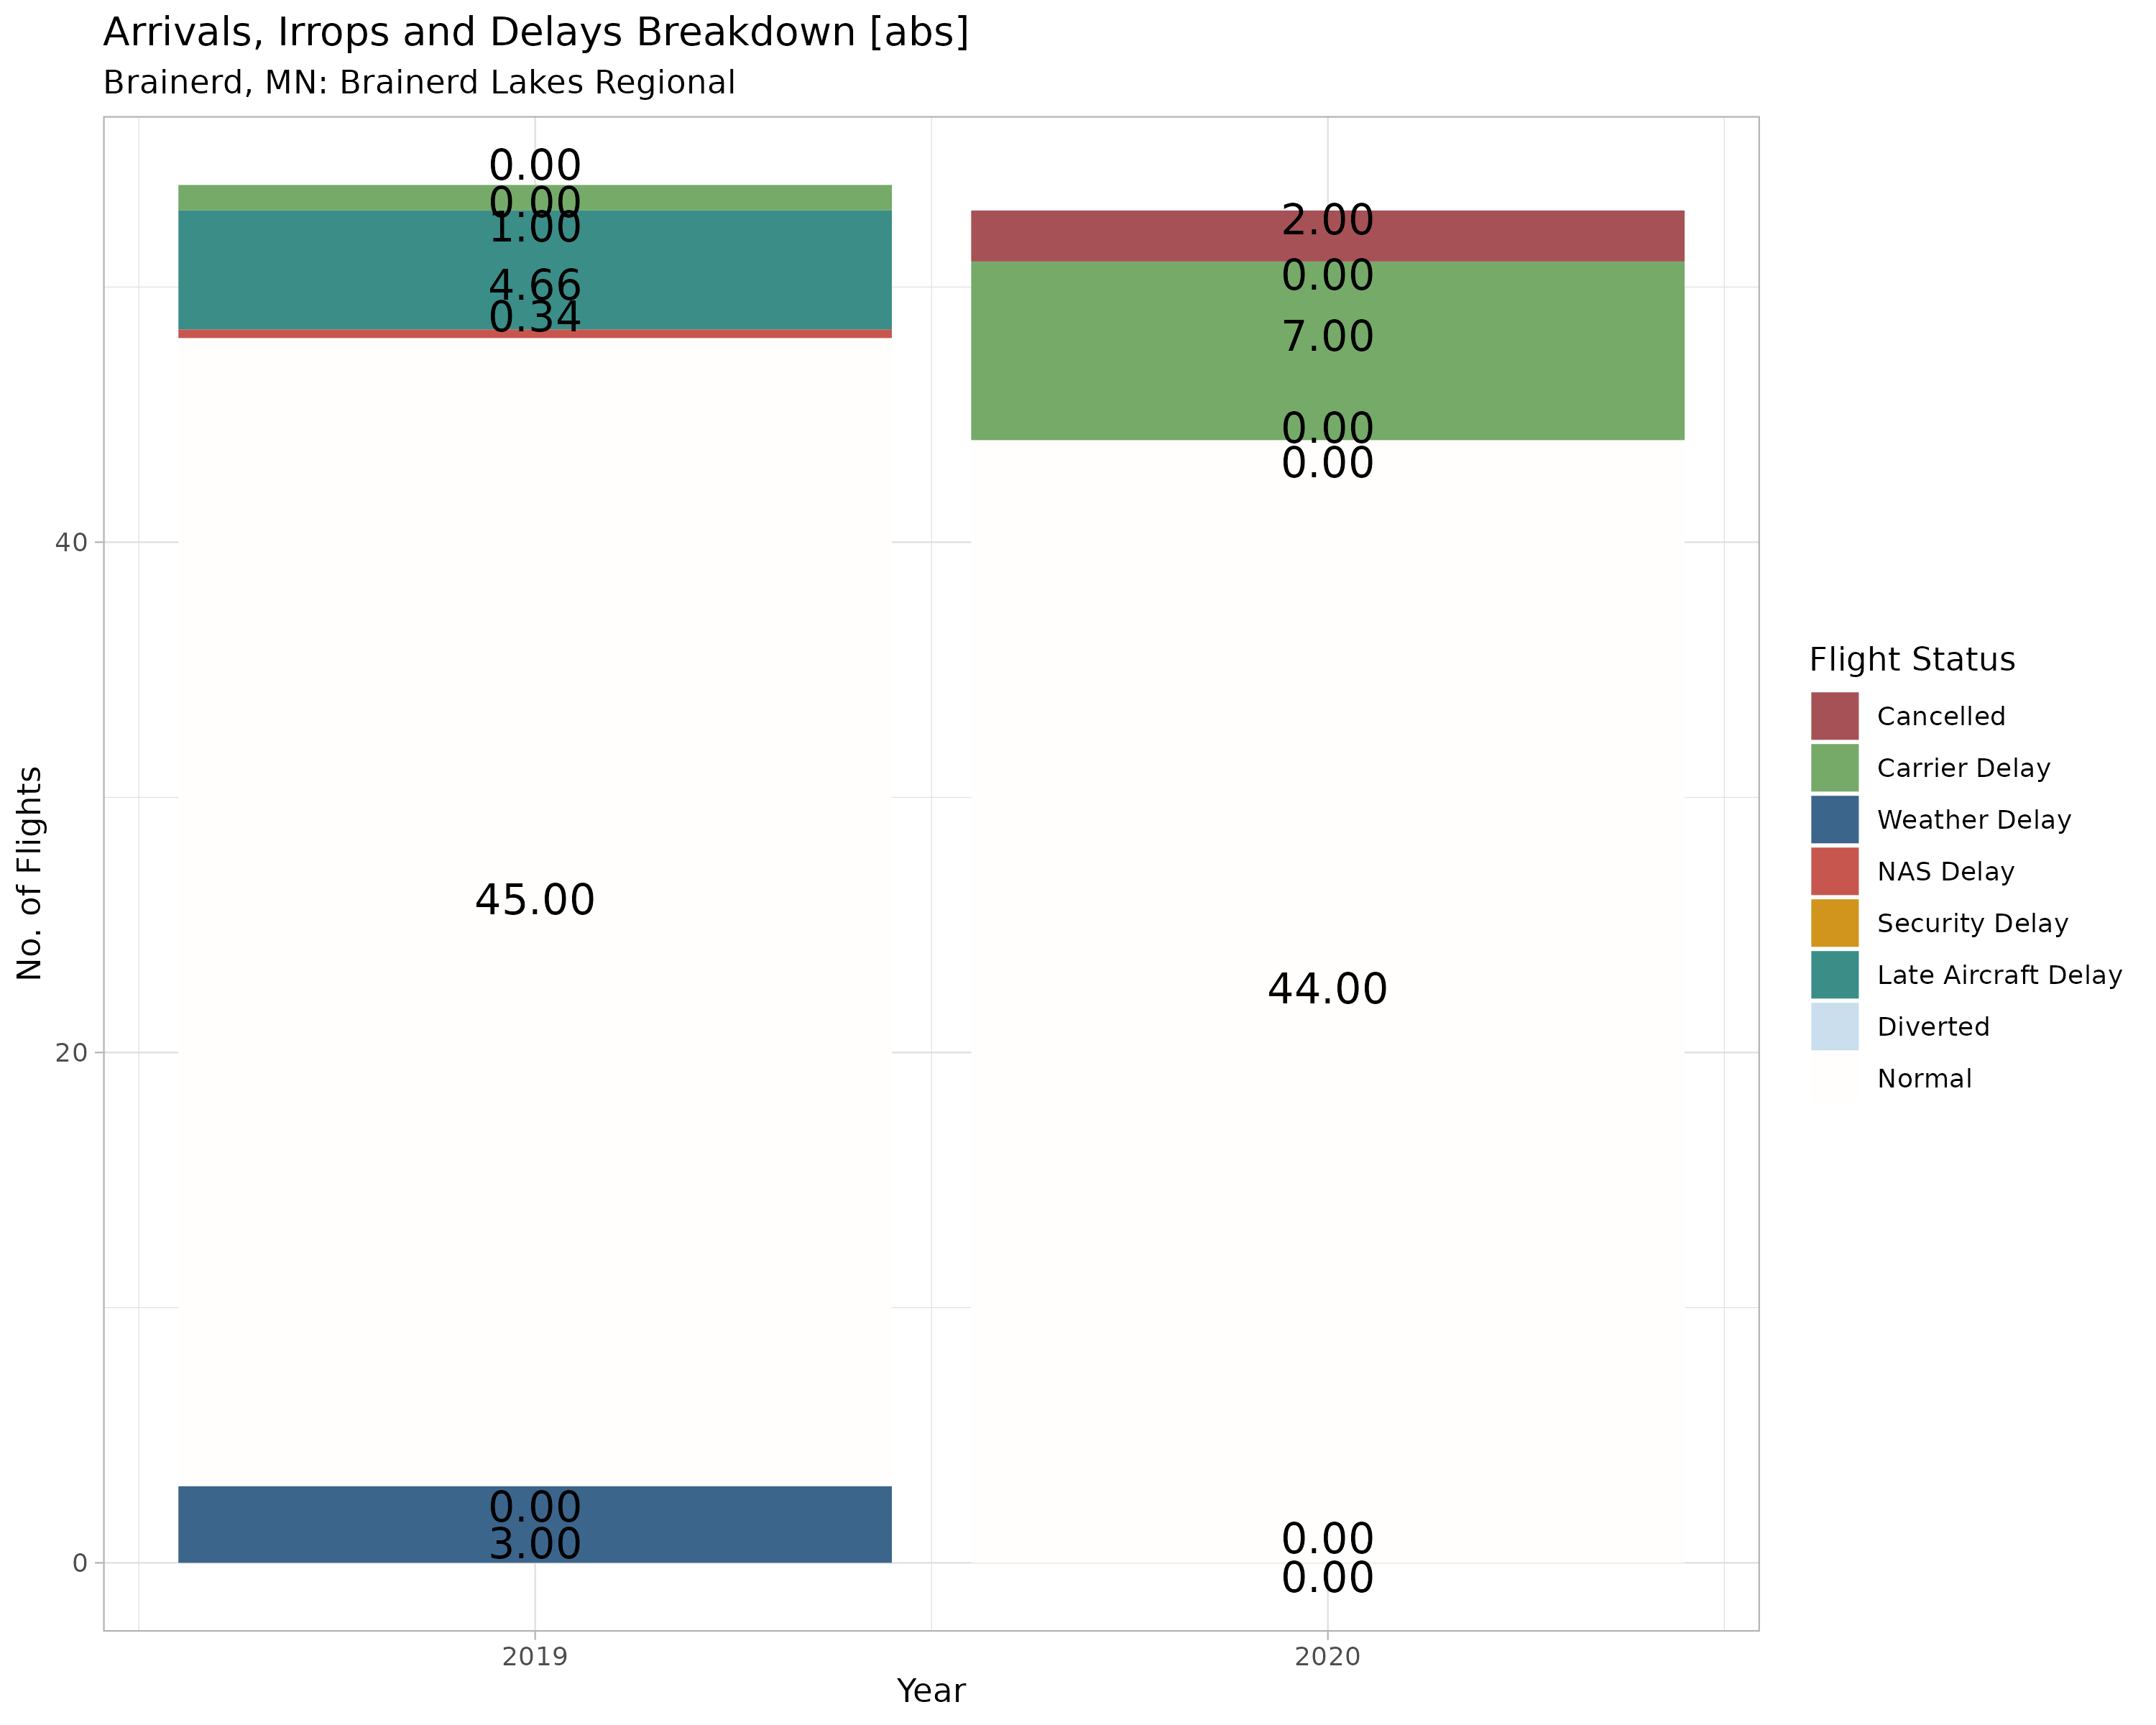 Arrivals, Irrops and Delays Breakdown [abs]
Brainerd, MN: Brainerd Lakes Regional
No. of Flights
40
20
0
0.00
0.00
1.00
4.66
0.34
45.00
0.00
3.00
2.00
0.00
7.00
0.00
0.00
44.00
0.00
0.00
2019
2020
Year
Flight Status
Cancelled
Carrier Delay
Weather Delay
NAS Delay
Security Delay
Late Aircraft Delay
Diverted
Normal